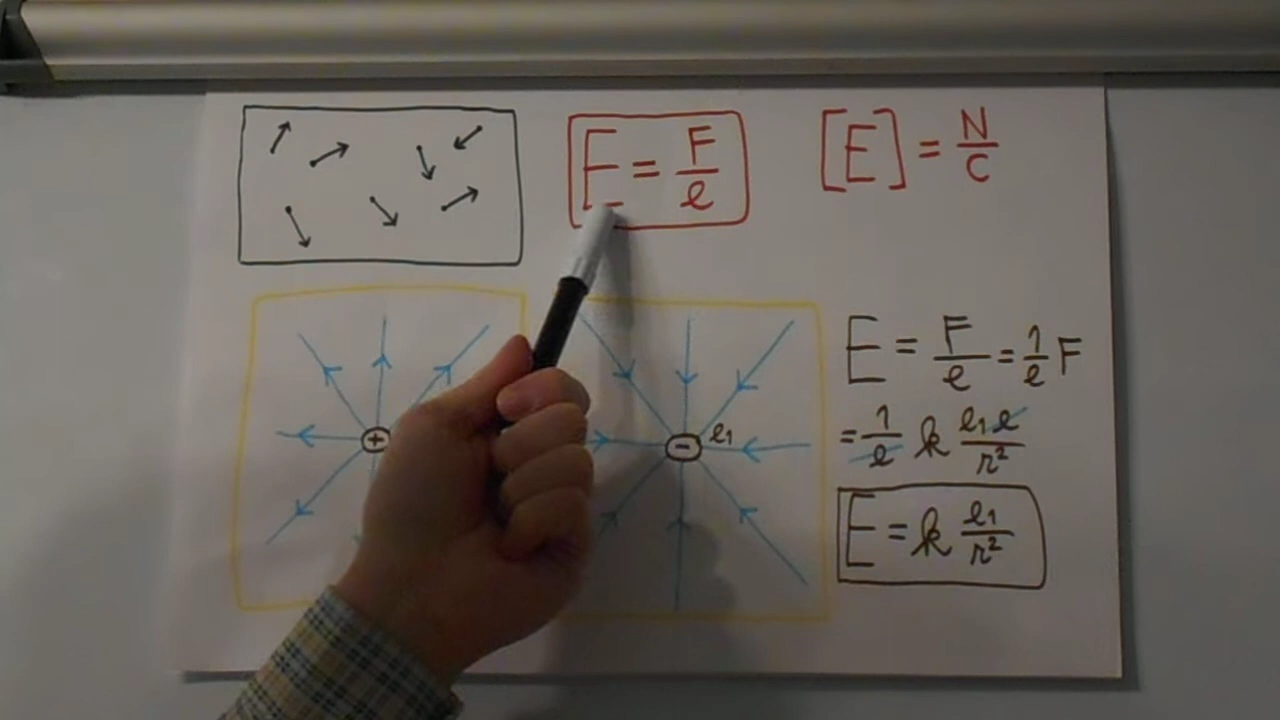 E = F/e
[E] = N/C
+
- e₁
E = F/e = 1/e F
= 1/e k e₁e/r²
E = k e₁/r²